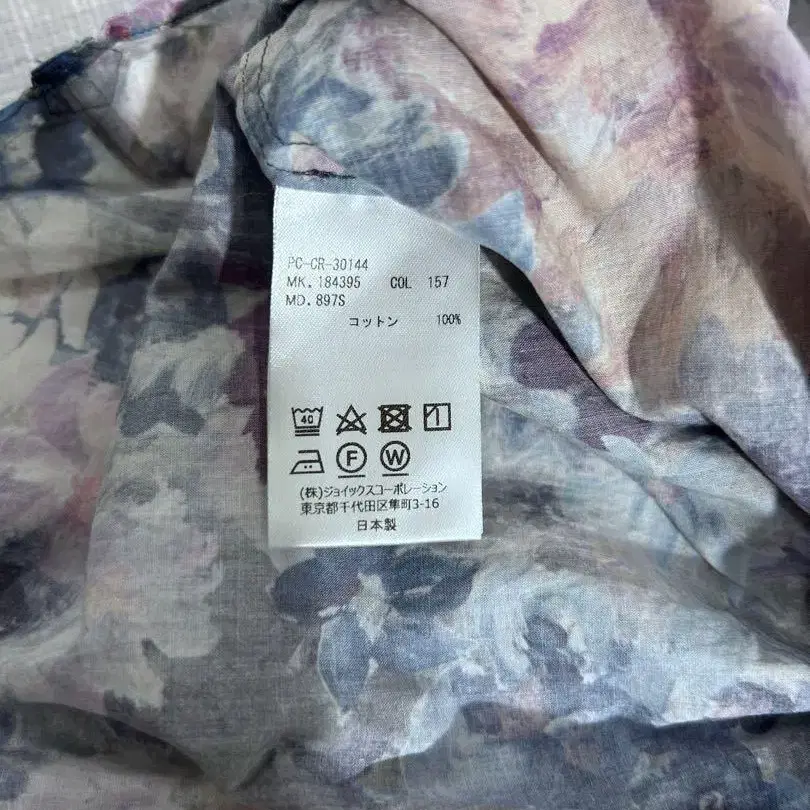 PC-CR-30144
MK. 184395 COL 157
MD. 897S
コットン 100%
40
F W
(株)ジョイックスコーポレーション
東京都千代田区隼町3-16
日本製